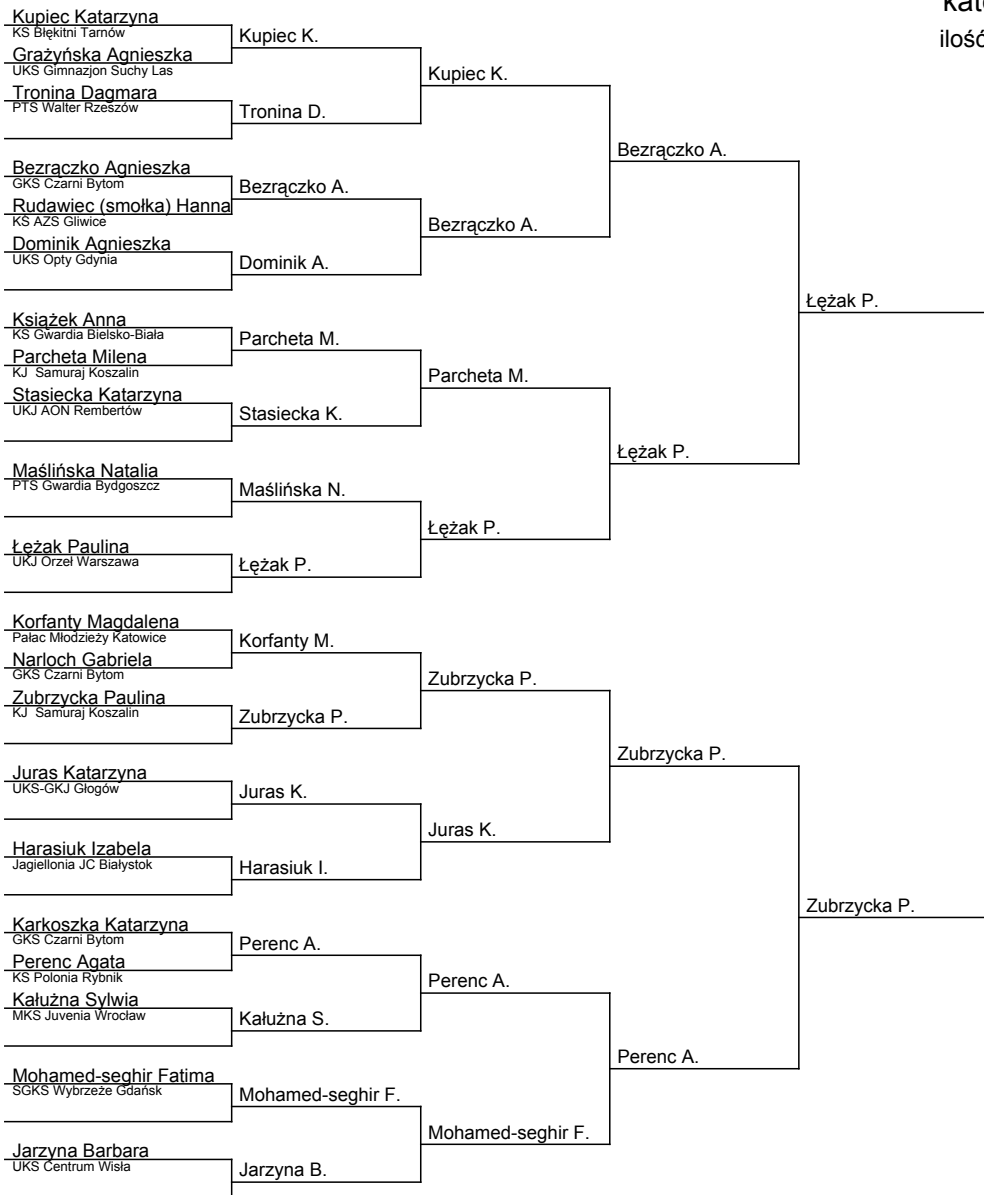 Kupiec Katarzyna
KS Błękitni Tarnów
Grażyńska Agnieszka
UKS Gimnazjon Suchy Las
Tronina Dagmara
PTS Walter Rzeszów
Bezrączko Agnieszka
GKS Czarni Bytom
Rudawiec (smołka) Hanna
KS AZS Gliwice
Dominik Agnieszka
UKS Opty Gdynia
Książek Anna
KS Gwardia Bielsko-Biała
Parcheta Milena
KJ Samuraj Koszalin
Stasiecka Katarzyna
UKJ AON Rembertów
Maślińska Natalia
PTS Gwardia Bydgoszcz
Łężak Paulina
UKJ Orzeł Warszawa
Korfanty Magdalena
Pałac Młodzieży Katowice
Narloch Gabriela
GKS Czarni Bytom
Zubrzycka Paulina
KJ Samuraj Koszalin
Juras Katarzyna
UKS-GKJ Głogów
Harasiuk Izabela
Jagiellonia JC Białystok
Karkoszka Katarzyna
GKS Czarni Bytom
Perenc Agata
KS Polonia Rybnik
Kałużna Sylwia
MKS Juvenia Wrocław
Mohamed-seghir Fatima
SGKS Wybrzeże Gdańsk
Jarzyna Barbara
UKS Centrum Wisła
Kupiec K.
Tronina D.
Bezrączko A.
Dominik A.
Parcheta M.
Stasiecka K.
Maślińska N.
Łężak P.
Korfanty M.
Zubrzycka P.
Juras K.
Harasiuk I.
Perenc A.
Kałużna S.
Mohamed-seghir F.
Jarzyna B.
Kupiec K.
Bezrączko A.
Parcheta M.
Łężak P.
Zubrzycka P.
Juras K.
Perenc A.
Mohamed-seghir F.
Bezrączko A.
Łężak P.
Zubrzycka P.
Perenc A.
Łężak P.
Zubrzycka P.